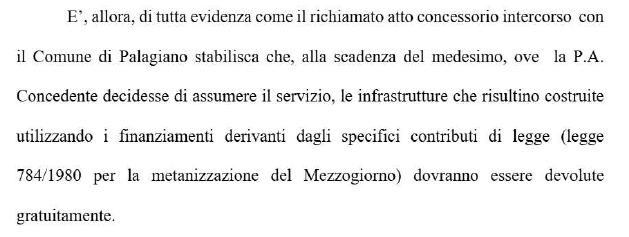 E’, allora, di tutta evidenza come il richiamato atto concessorio intercorso con
il Comune di Palagiano stabilisca che, alla scadenza del medesimo, ove la P.A.
Concedente decidesse di assumere il servizio, le infrastrutture che risultino costruite
utilizzando i finanziamenti derivanti dagli specifici contributi di legge (legge
784/1980 per la metanizzazione del Mezzogiorno) dovranno essere devolute
gratuitamente.